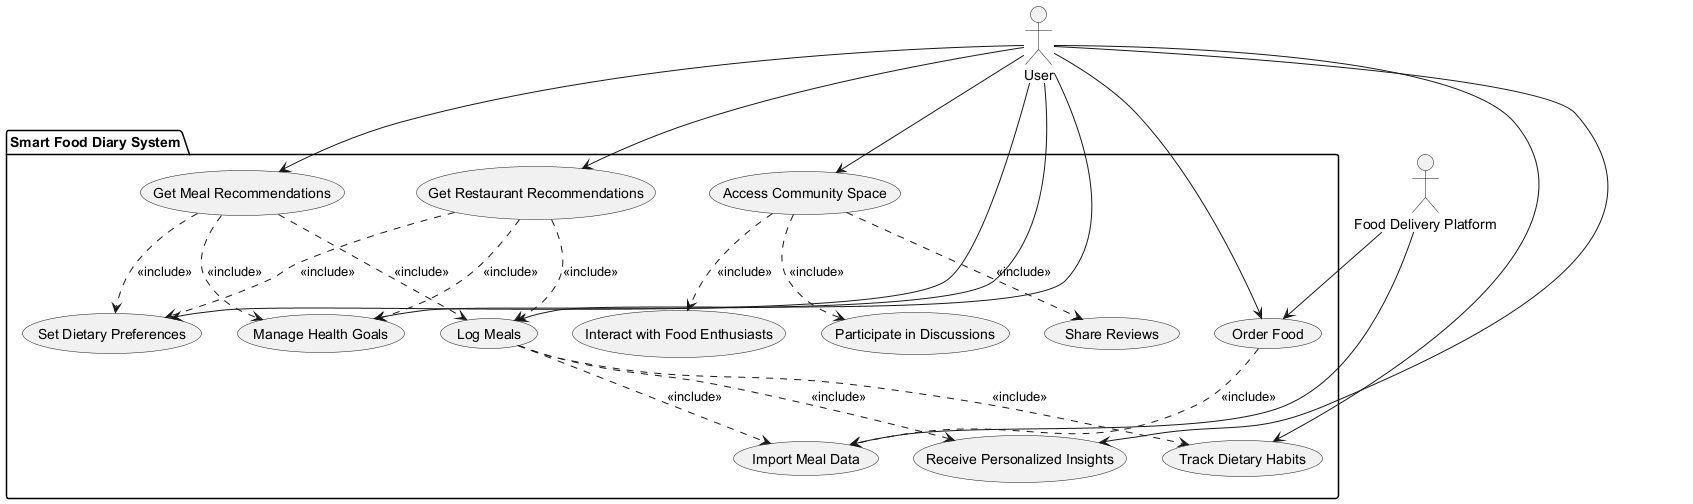 User
Smart Food Diary System
Get Meal Recommendations
Get Restaurant Recommendations
Access Community Space
Food Delivery Platform
«include»
«include»
«include»
«include»
«include»
«include»
«include»
«include»
«include»
Set Dietary Preferences
Manage Health Goals
Log Meals
Interact with Food Enthusiasts
Participate in Discussions
Share Reviews
Order Food
«include»
«include»
«include»
«include»
Import Meal Data
Receive Personalized Insights
Track Dietary Habits